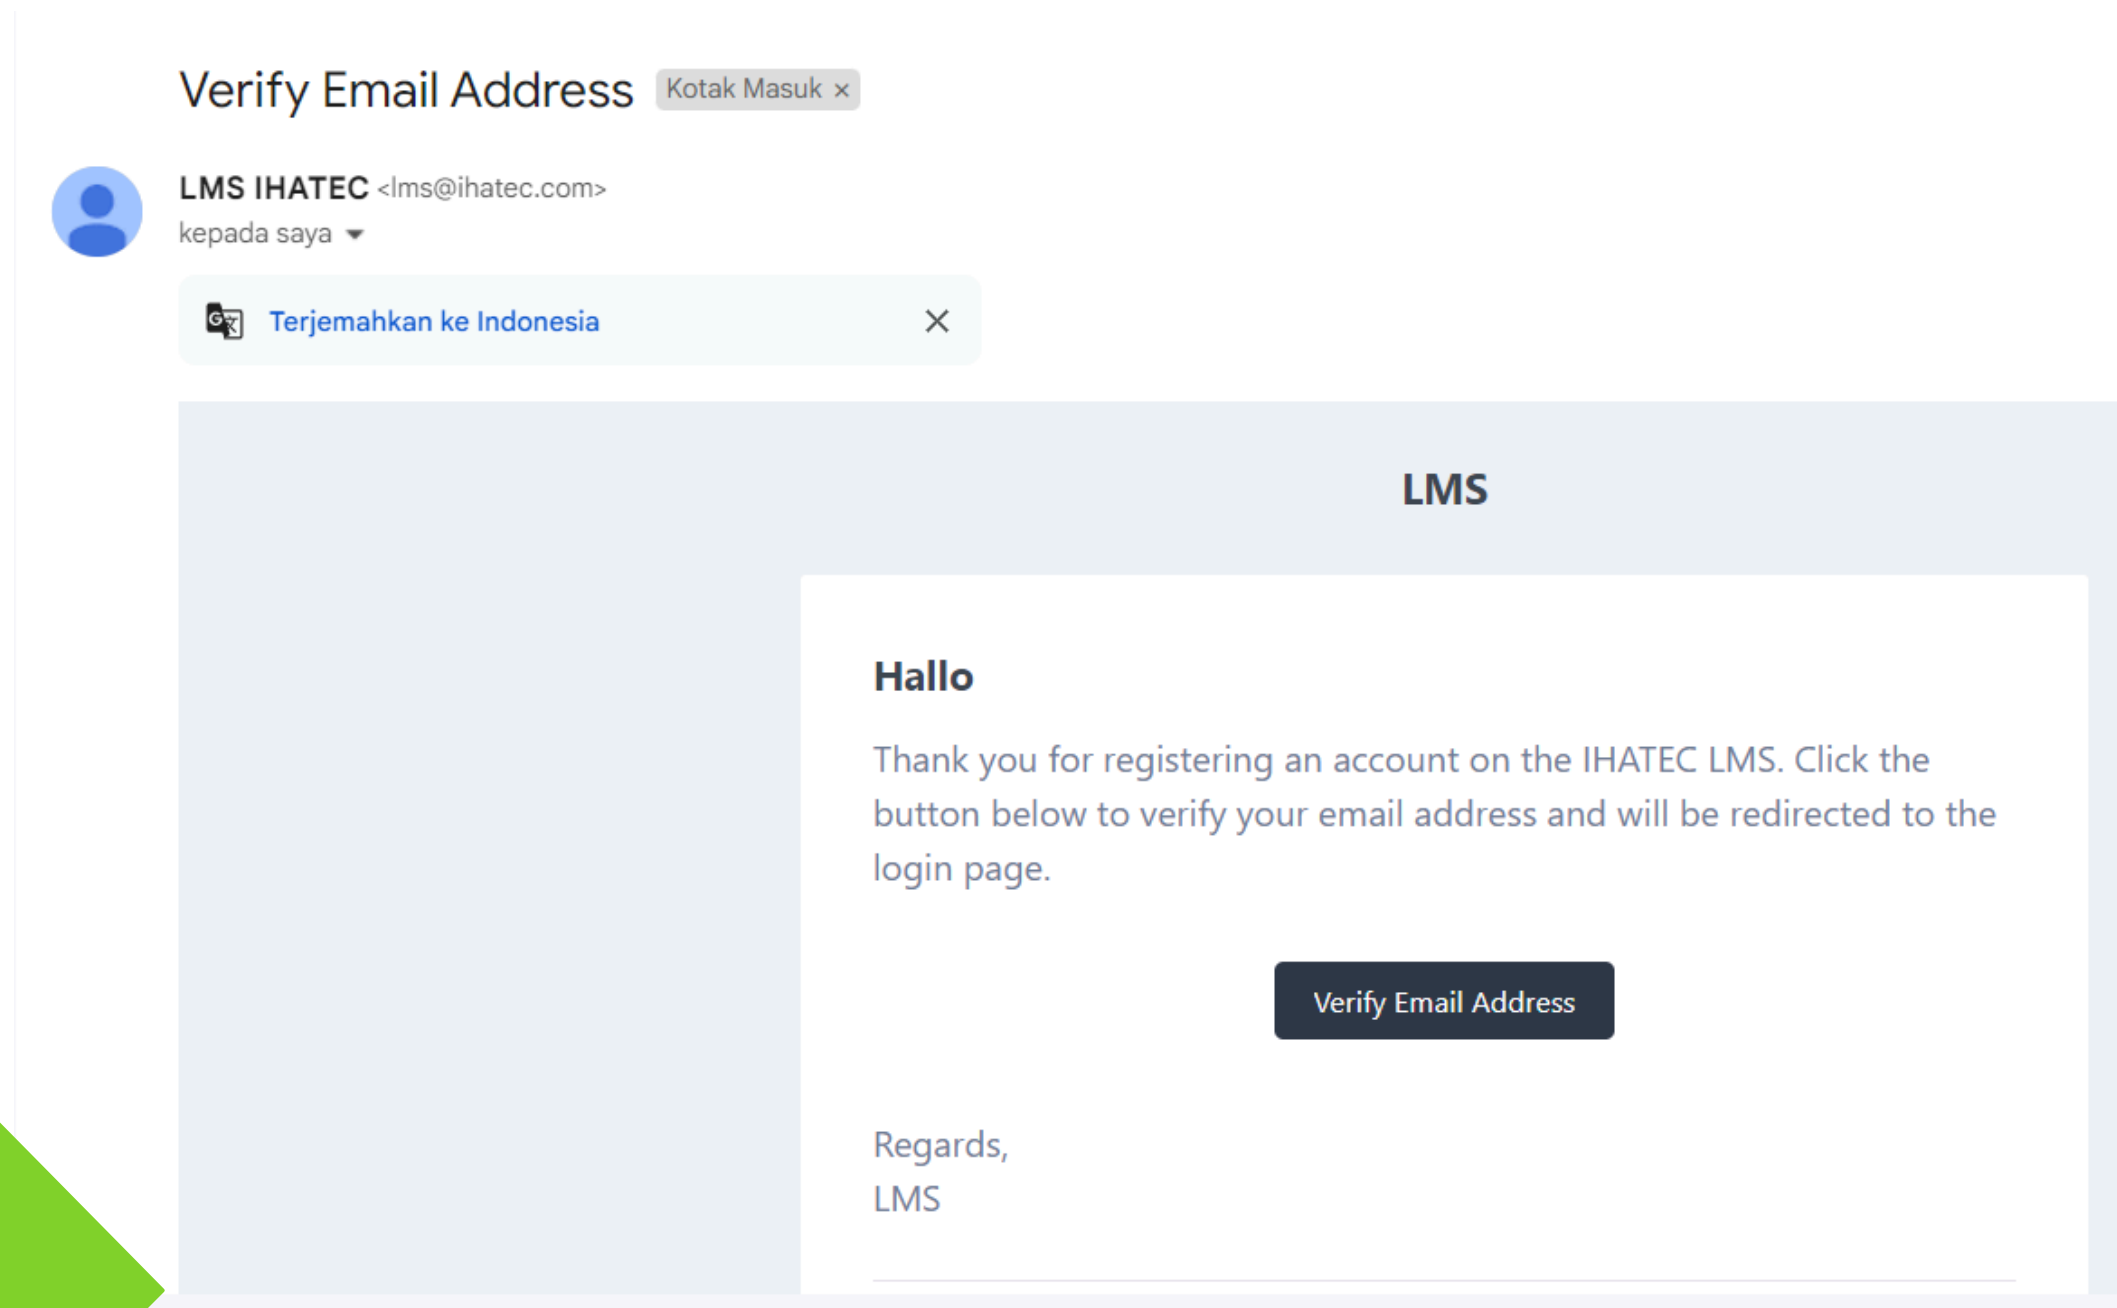 Verify Email Address Kotak Masuk ×
LMS IHATEC <lms@ihatec.com>
kepada saya
Terjemahkan ke Indonesia
LMS
Hallo
Thank you for registering an account on the IHATEC LMS. Click the
button below to verify your email address and will be redirected to the
login page.
Verify Email Address
Regards,
LMS